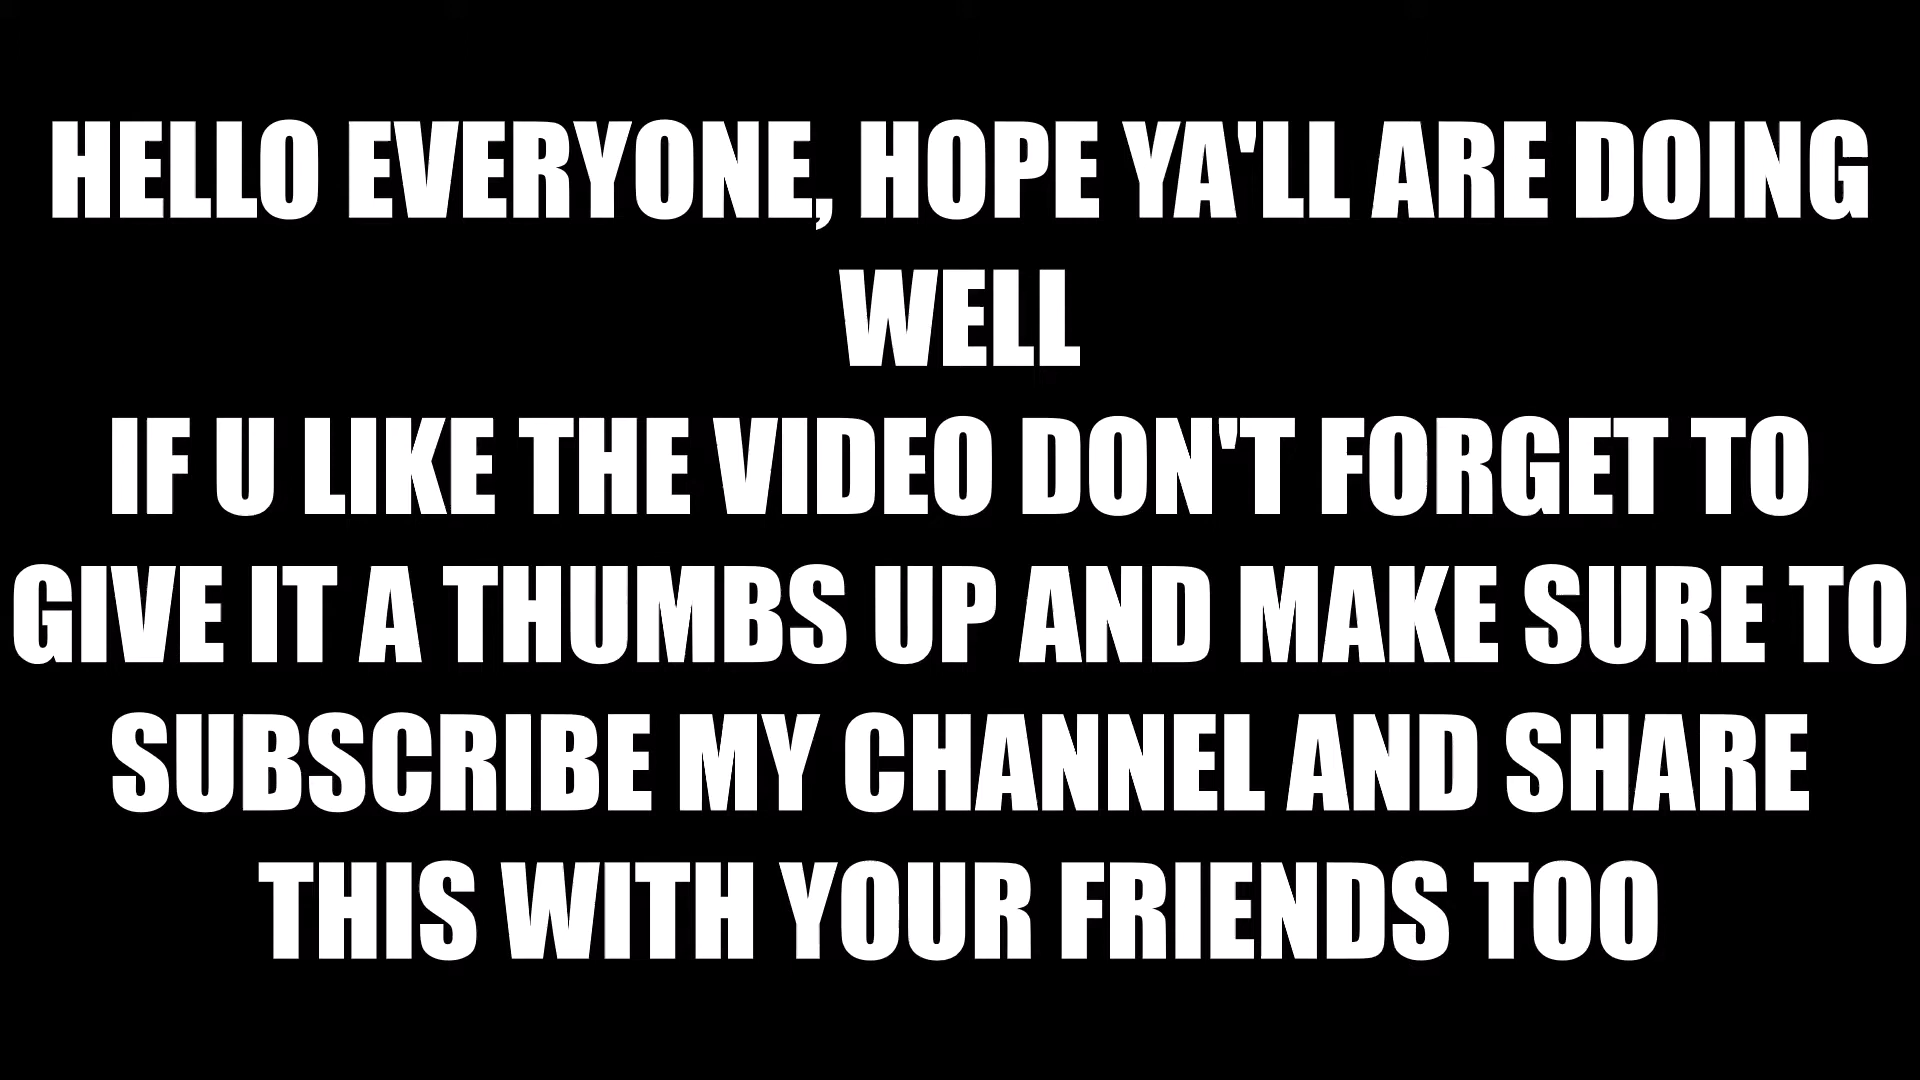 HELLO EVERYONE, HOPE YA'LL ARE DOING
WELL
IF U LIKE THE VIDEO DON'T FORGET TO
GIVE IT A THUMBS UP AND MAKE SURE TO
SUBSCRIBE MY CHANNEL AND SHARE
THIS WITH YOUR FRIENDS TOO